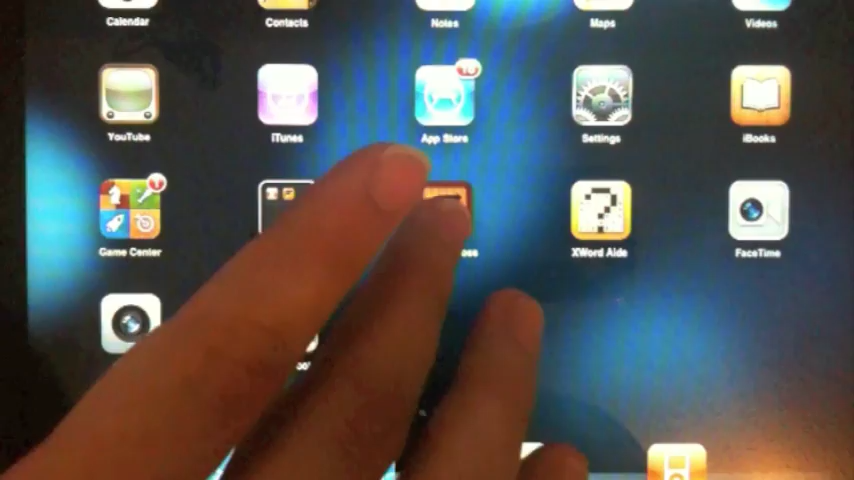 Calendar Contacts Notes Maps Videos
YouTube iTunes App Store Settings iBooks
Game Center XWord Aide FaceTime